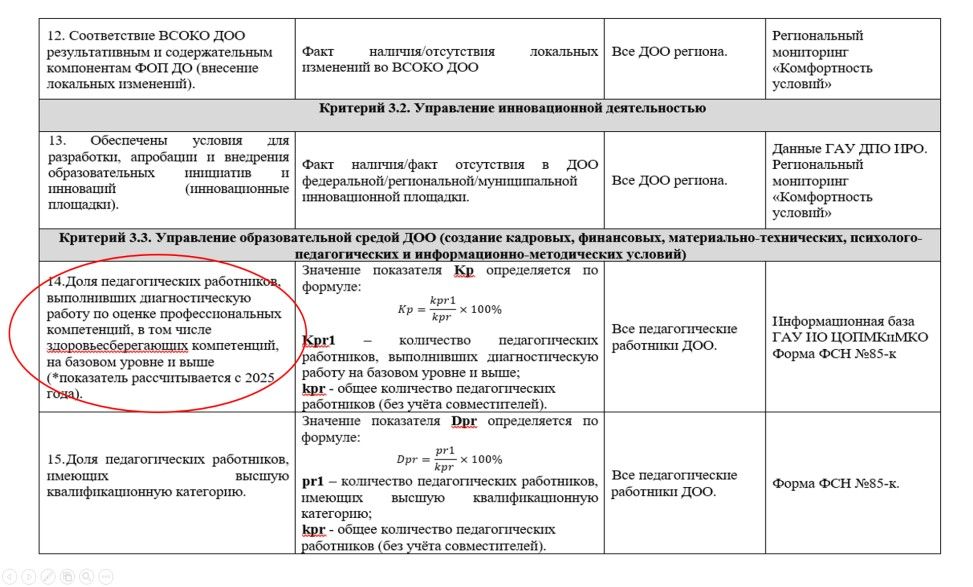 12. Соответствие ВСОКО ДОО
результативным и содержательным
компонентам ФОП ДО (внесение
локальных изменений).
Факт наличия/отсутствия локальных
изменений во ВСОКО ДОО
Все ДОО региона.
Региональный
мониторинг
«Комфортность
условий»
Критерий 3.2. Управление инновационной деятельностью
13. Обеспечены условия для
разработки, апробации и внедрения
образовательных инициатив и
инноваций (инновационные
площадки).
Факт наличия/факт отсутствия в ДОО
федеральной/региональной/муниципальной
инновационной площадки.
Все ДОО региона.
Данные ГАУ ДПО ИРО.
Региональный
мониторинг
«Комфортность
условий»
Критерий 3.3. Управление образовательной средой ДОО (создание кадровых, финансовых, материально-технических, психолого-
педагогических и информационно-методических условий)
14.Доля педагогических работников,
выполнивших диагностическую
работу по оценке профессиональных
компетенций, в том числе
здоровьесберегающих компетенций,
на базовом уровне и выше
(*показатель рассчитывается с 2025
года).
Значение показателя Kp определяется по
формуле:
Kp = kpr1/kpr × 100%
Kpr1 – количество педагогических
работников, выполнивших диагностическую
работу на базовом уровне и выше;
kpr - общее количество педагогических
работников (без учёта совместителей).
Все педагогические
работники ДОО.
Информационная база
ГАУ ИО ЦОПМКиМКО
Форма ФСН №85-к
15.Доля педагогических работников,
имеющих высшую
квалификационную категорию.
Значение показателя Dpr определяется по
формуле:
Dpr = pr1/kpr × 100%
pr1 – количество педагогических работников,
имеющих высшую квалификационную
категорию;
kpr - общее количество педагогических
работников (без учёта совместителей).
Все педагогические
работники ДОО.
Форма ФСН №85-к.